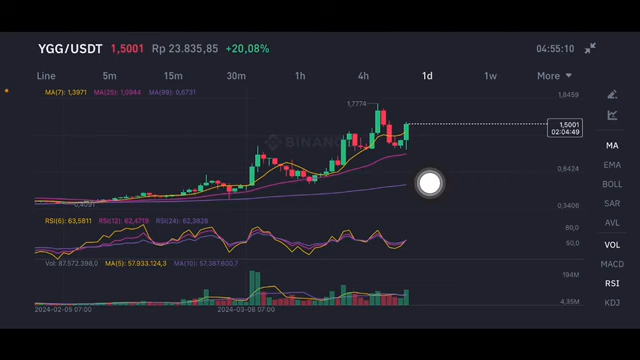 YGG/USDT 1,5001 Rp 23.835,85 +20,08% 04:55:10
Line 5m 15m 30m 1h 4h 1d 1w More
MA(7): 1,3971 MA(25): 1,0944 MA(99): 0,6731
1,8459
1,7774
1,5001
02:04:49
BINANCE
0,6424
0,4091
0,3406
MA
EMA
BOLL
SAR
AVL
VOL
MACD
RSI
KDJ
RSI(6): 63,5811 RSI(12): 62,4719 RSI(24): 62,3828
80,0
50,0
Vol: 87.572.398,0 MA(5): 57.933.124,3 MA(10): 57.387.600,7
194M
4,35M
2024-02-05 07:00 2024-03-08 07:00